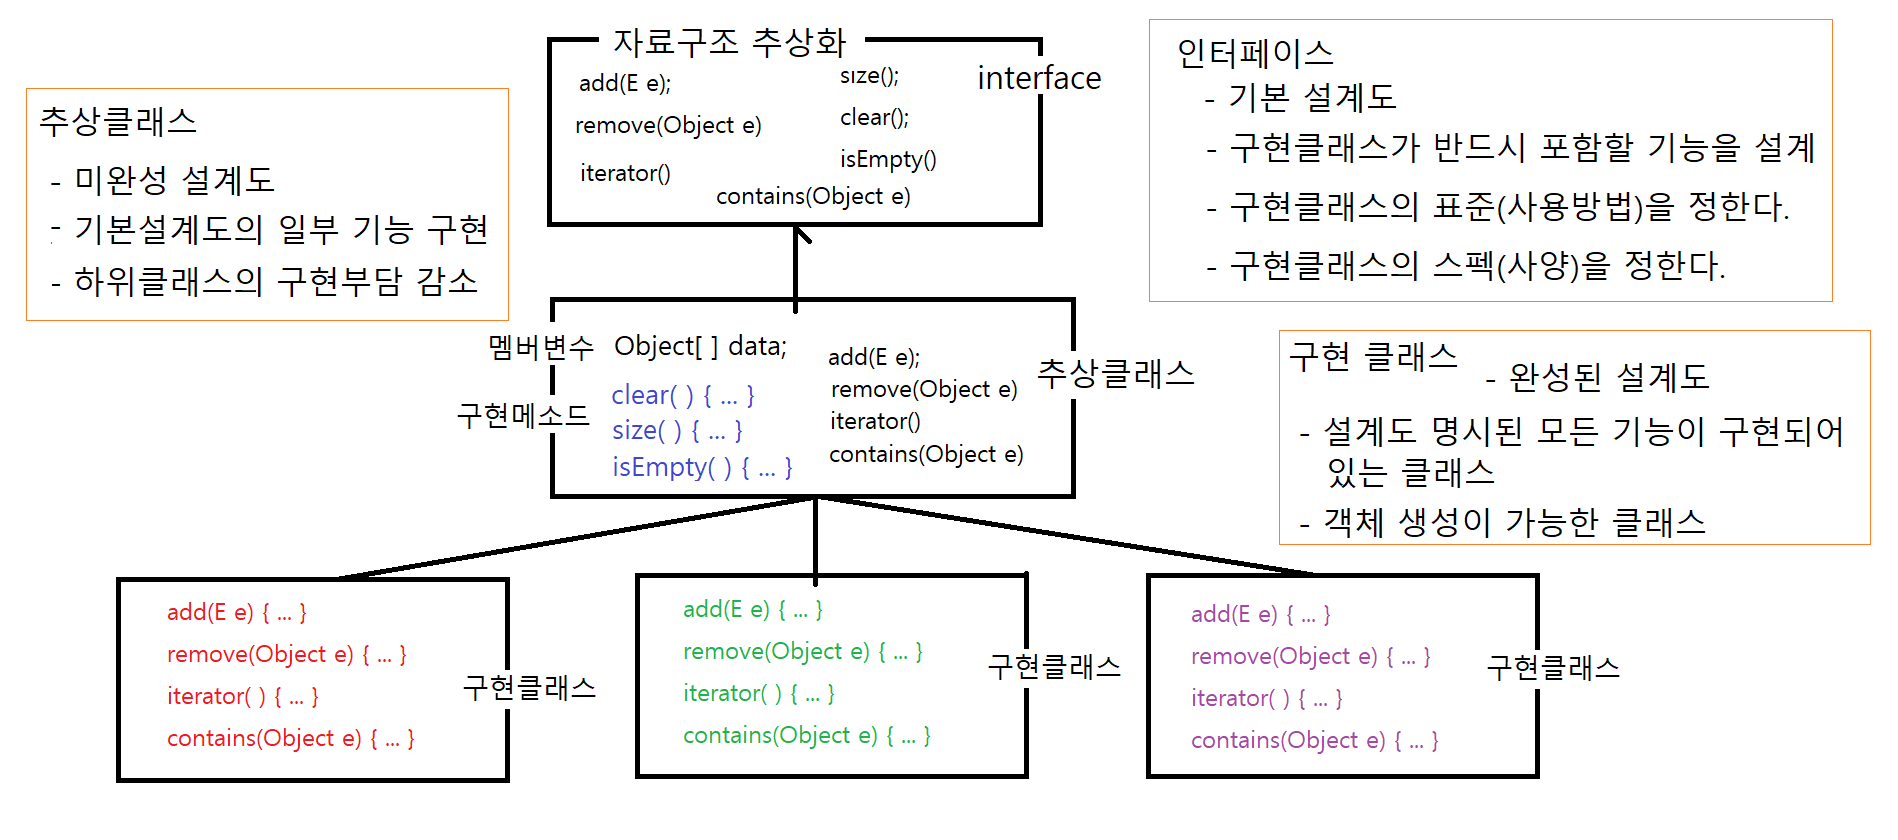 자료구조 추상화
interface
add(E e);
size();
remove(Object e)
clear();
iterator()
isEmpty()
contains(Object e)
추상클래스
- 미완성 설계도
- 기본설계도의 일부 기능 구현
- 하위클래스의 구현부담 감소
인터페이스
- 기본 설계도
- 구현클래스가 반드시 포함할 기능을 설계
- 구현클래스의 표준(사용방법)을 정한다.
- 구현클래스의 스펙(사양)을 정한다.
멤버변수
Object[ ] data;
구현메소드
clear( ) { ... }
size( ) { ... }
isEmpty( ) { ... }
add(E e);
remove(Object e)
iterator()
contains(Object e)
추상클래스
구현 클래스
- 완성된 설계도
- 설계도 명시된 모든 기능이 구현되어
있는 클래스
- 객체 생성이 가능한 클래스
add(E e) { ... }
remove(Object e) { ... }
iterator( ) { ... }
contains(Object e) { ... }
구현클래스
add(E e) { ... }
remove(Object e) { ... }
iterator( ) { ... }
contains(Object e) { ... }
구현클래스
add(E e) { ... }
remove(Object e) { ... }
iterator( ) { ... }
contains(Object e) { ... }
구현클래스